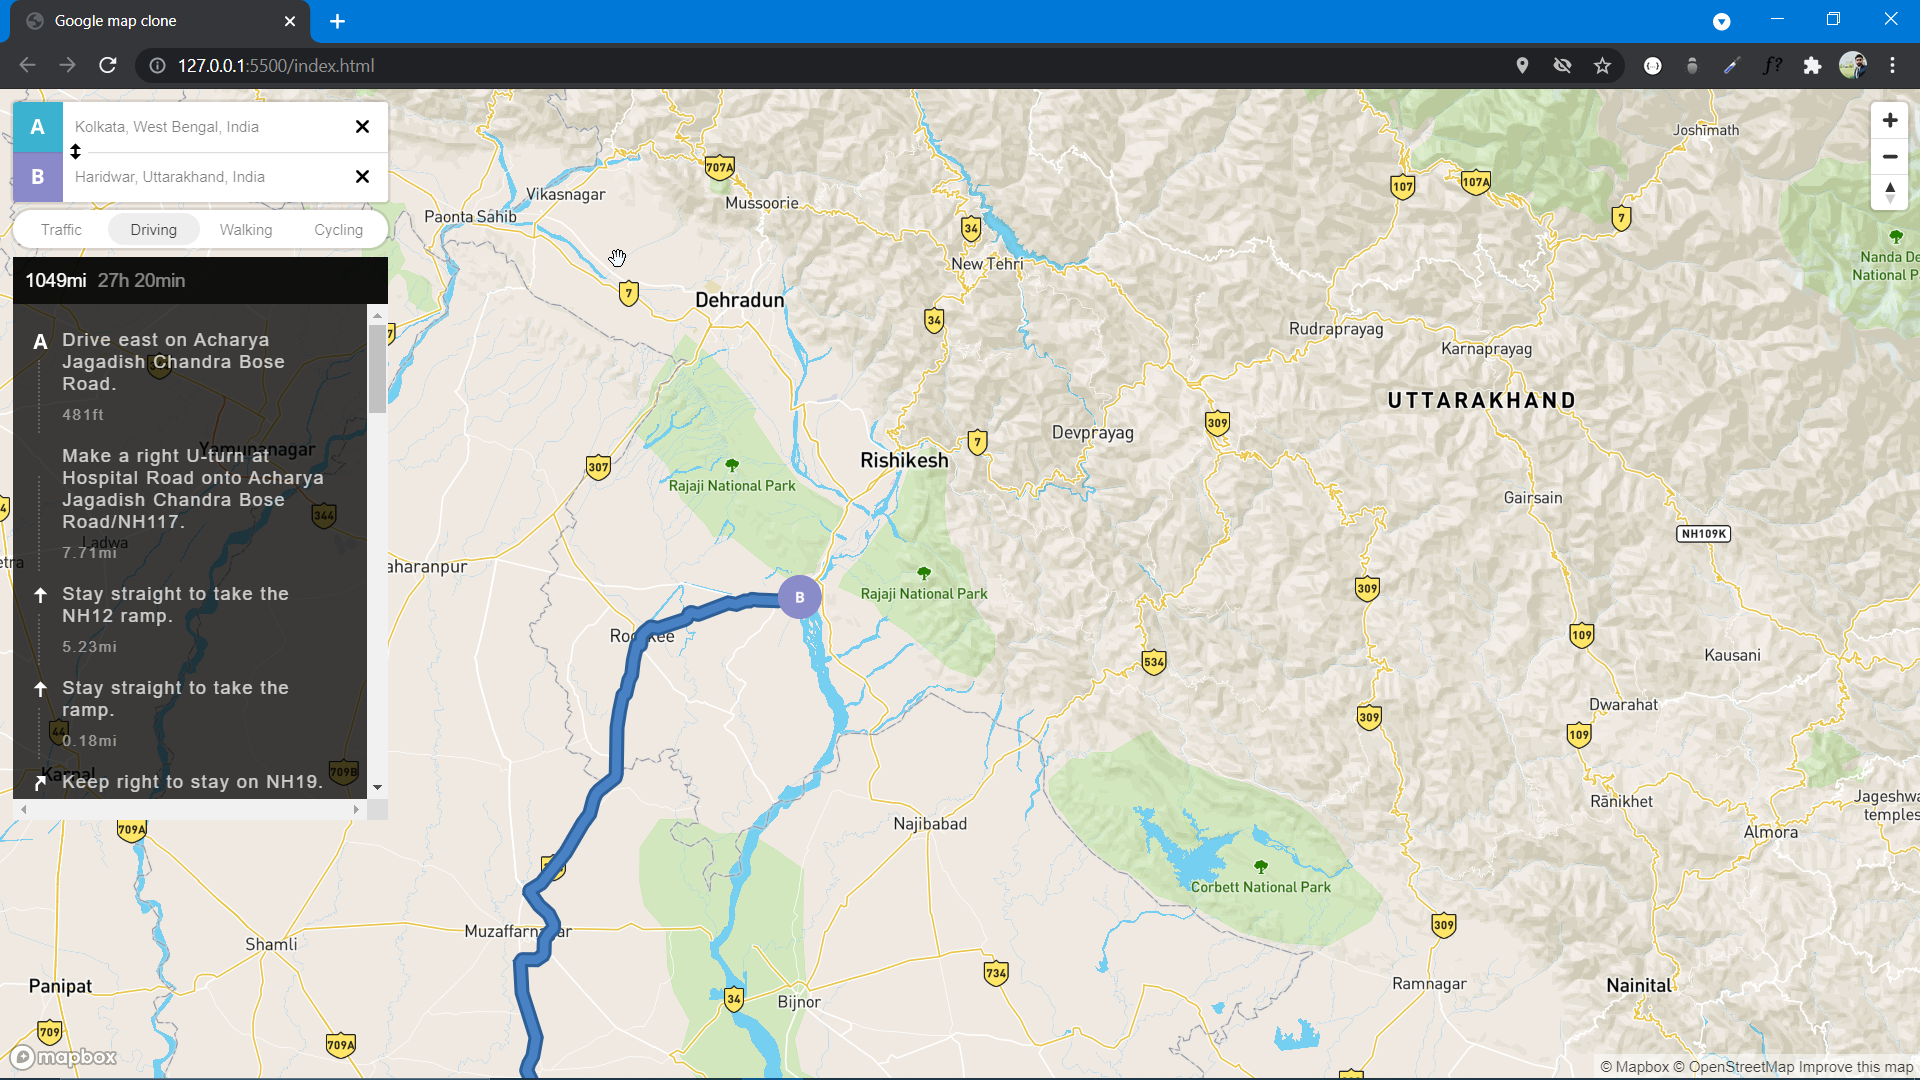 Google map clone
127.0.0.1:5500/index.html
f?
A Kolkata, West Bengal, India
B Haridwar, Uttarakhand, India
Traffic Driving Walking Cycling
1049mi 27h 20min
A Drive east on Acharya
Jagadish Chandra Bose
Road.
481ft
Make a right U-turn at
Hospital Road onto Acharya
Jagadish Chandra Bose
Road/NH117.
7.71mi
Stay straight to take the
NH12 ramp.
5.23mi
Stay straight to take the
ramp.
0.18mi
Keep right to stay on NH19.
Yamunanagar
344
Ladwa
44
Karnal
709B
709A
Shamli
Panipat
709
709A
mapbox
Paonta Sahib
Vikasnagar
707A
Mussoorie
7
Dehradun
34
New Tehri
34
107
107A
Joshīmath
7
Nanda De
National P
Rudraprayag
Karnaprayag
UTTARAKHAND
307
Rajaji National Park
Rishikesh
7
Devprayag
309
Gairsain
NH109K
aharanpur
B
Rajaji National Park
309
109
534
Kausani
309
Dwarahat
109
Rānikhet
Jageshwa
temples
Almora
Najibabad
Corbett National Park
309
734
34
Bijnor
Ramnagar
Nainital
© Mapbox © OpenStreetMap Improve this map